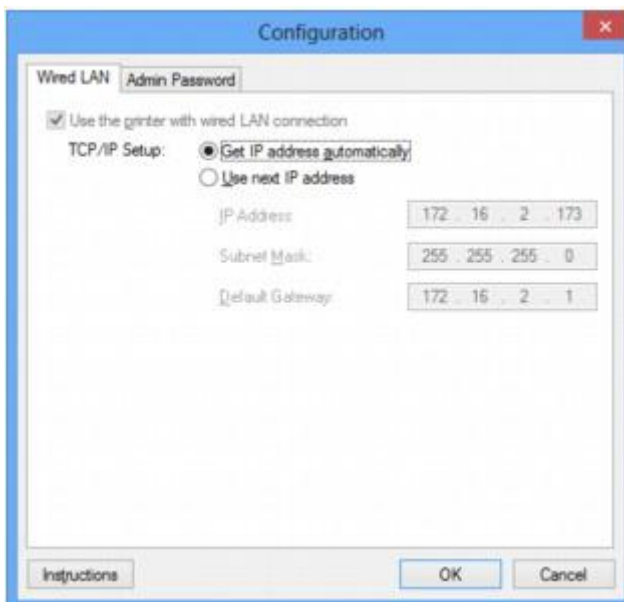 Configuration
Wired LAN Admin Password
Use the printer with wired LAN connection
TCP/IP Setup: Get IP address automatically
Use next IP address
IP Address 172 . 16 . 2 . 173
Subnet Mask: 255 . 255 . 255 . 0
Default Gateway: 172 . 16 . 2 . 1
Instructions OK Cancel